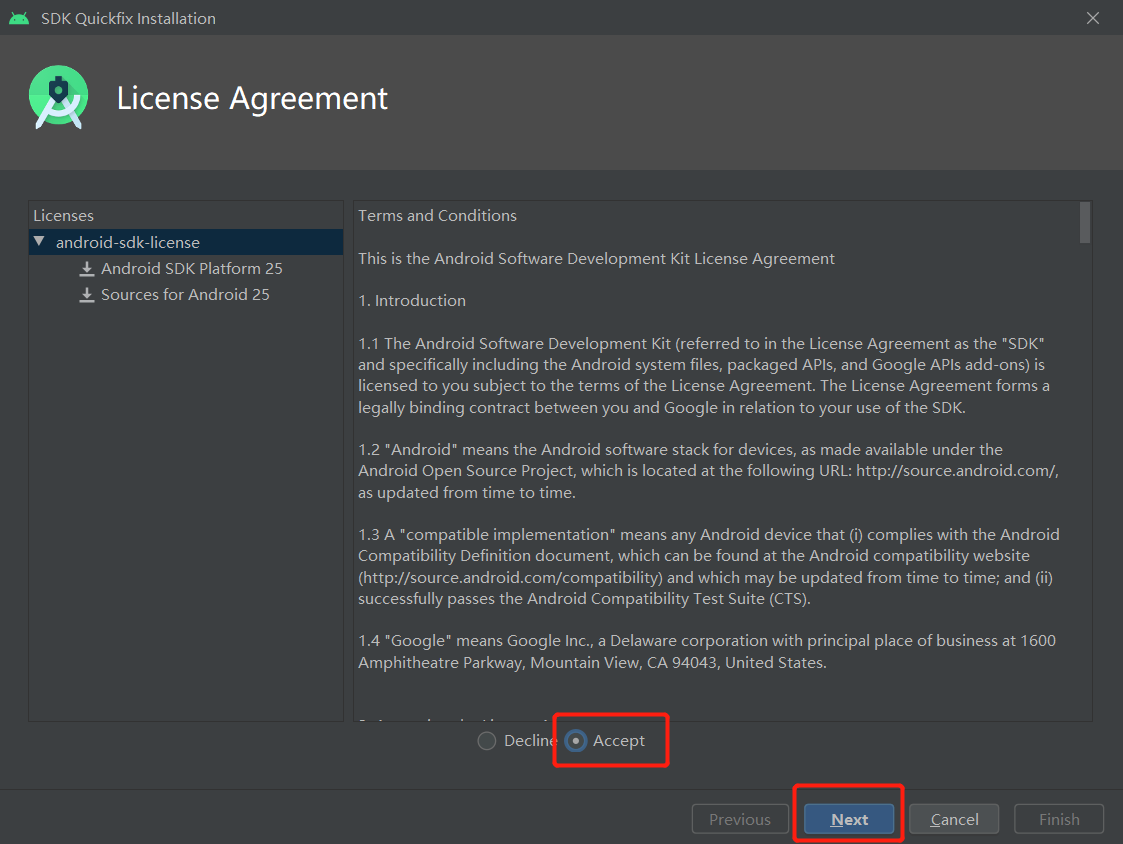 SDK Quickfix Installation
License Agreement
Licenses
android-sdk-license
Android SDK Platform 25
Sources for Android 25
Terms and Conditions
This is the Android Software Development Kit License Agreement
1. Introduction
1.1 The Android Software Development Kit (referred to in the License Agreement as the "SDK"
and specifically including the Android system files, packaged APIs, and Google APIs add-ons) is
licensed to you subject to the terms of the License Agreement. The License Agreement forms a
legally binding contract between you and Google in relation to your use of the SDK.
1.2 "Android" means the Android software stack for devices, as made available under the
Android Open Source Project, which is located at the following URL: http://source.android.com/,
as updated from time to time.
1.3 A "compatible implementation" means any Android device that (i) complies with the Android
Compatibility Definition document, which can be found at the Android compatibility website
(http://source.android.com/compatibility) and which may be updated from time to time; and (ii)
successfully passes the Android Compatibility Test Suite (CTS).
1.4 "Google" means Google Inc., a Delaware corporation with principal place of business at 1600
Amphitheatre Parkway, Mountain View, CA 94043, United States.
Decline
Accept
Previous
Next
Cancel
Finish